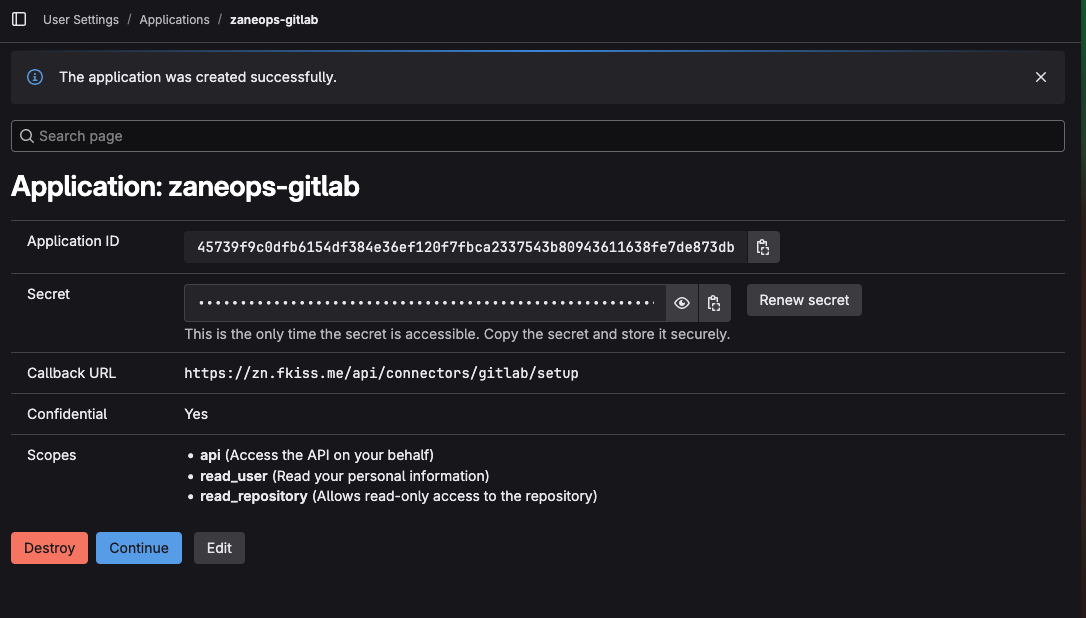 User Settings / Applications / zaneops-gitlab
The application was created successfully.
Search page
Application: zaneops-gitlab
Application ID
45739f9c0dfb6154df384e36ef120f7fbca2337543b80943611638fe7de873db
Secret
Renew secret
This is the only time the secret is accessible. Copy the secret and store it securely.
Callback URL
https://zn.fkiss.me/api/connectors/gitlab/setup
Confidential
Yes
Scopes
• api (Access the API on your behalf)
• read_user (Read your personal information)
• read_repository (Allows read-only access to the repository)
Destroy Continue Edit